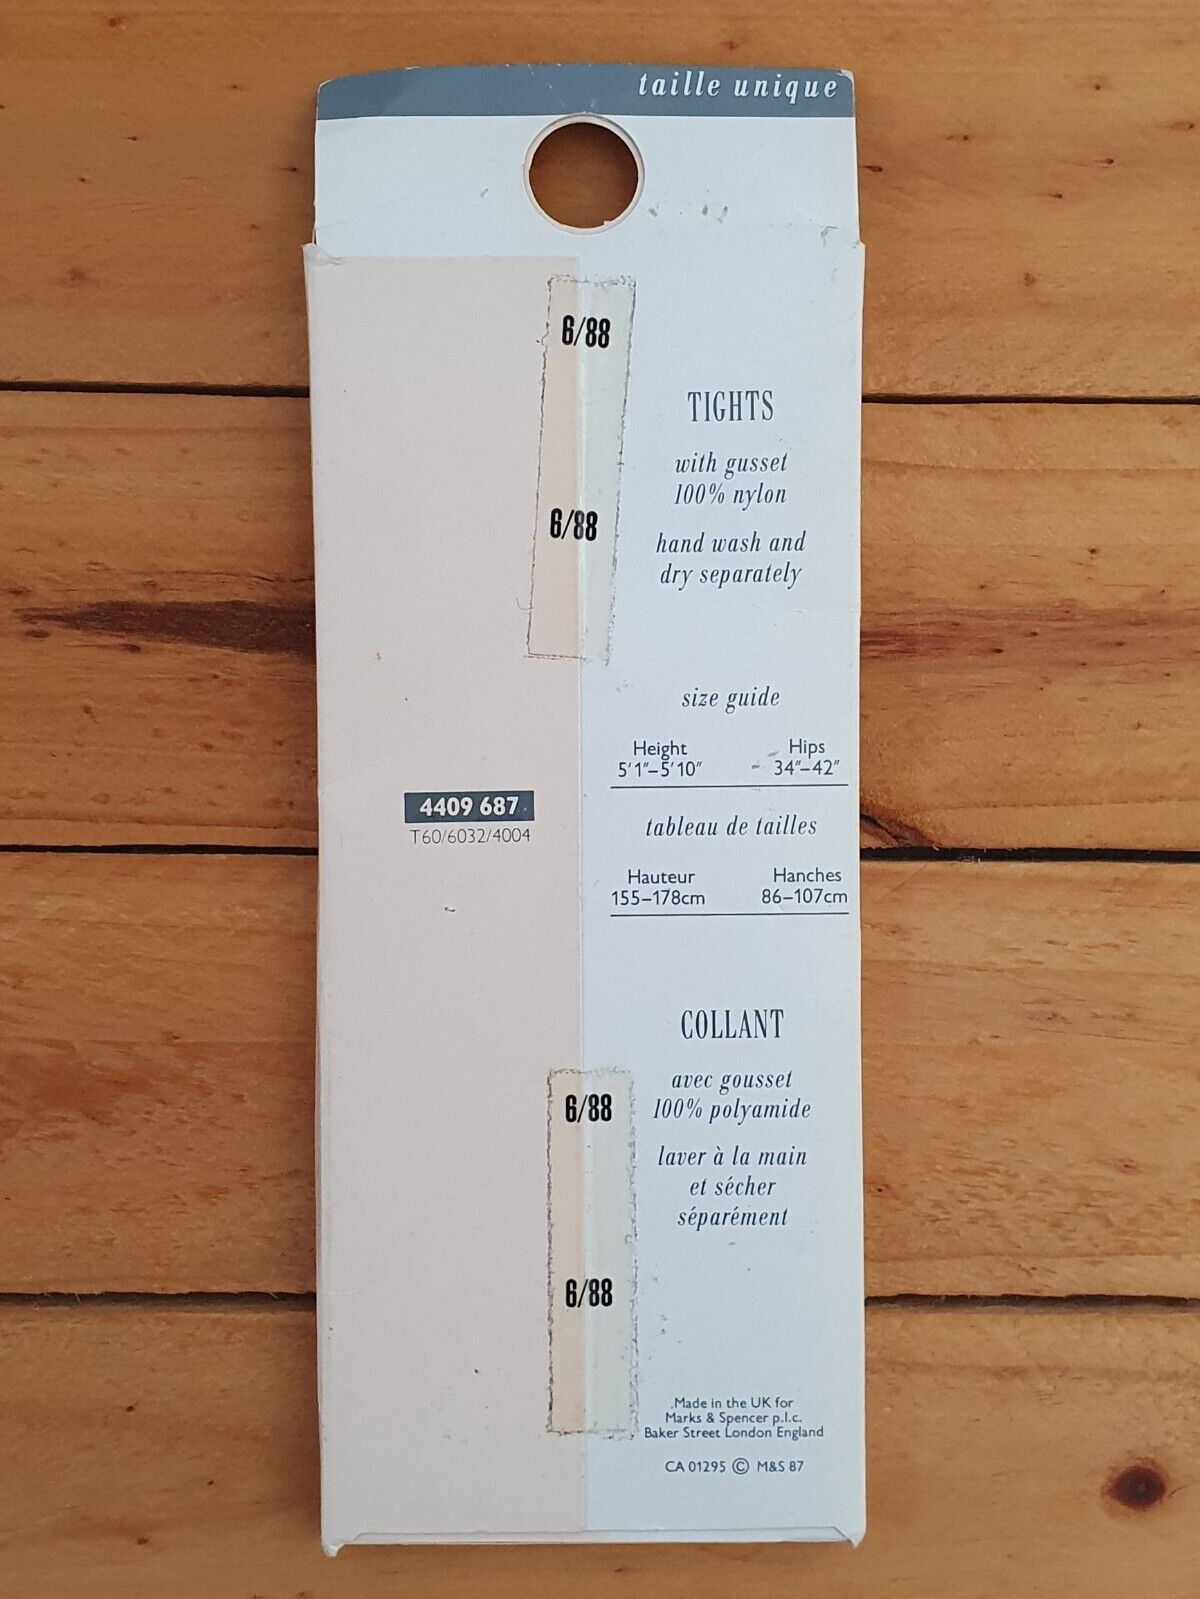 taille unique
6/88
6/88
TIGHTS
with gusset
100% nylon
hand wash and
dry separately
size guide
Height Hips
5'1"–5'10" 34"–42"
4409 687
T60/6032/4004
tableau de tailles
Hauteur Hanches
155–178cm 86–107cm
COLLANT
avec gousset
100% polyamide
laver à la main
et sécher
séparément
6/88
6/88
Made in the UK for
Marks & Spencer p.l.c.
Baker Street London England
CA 01295 © M&S 87